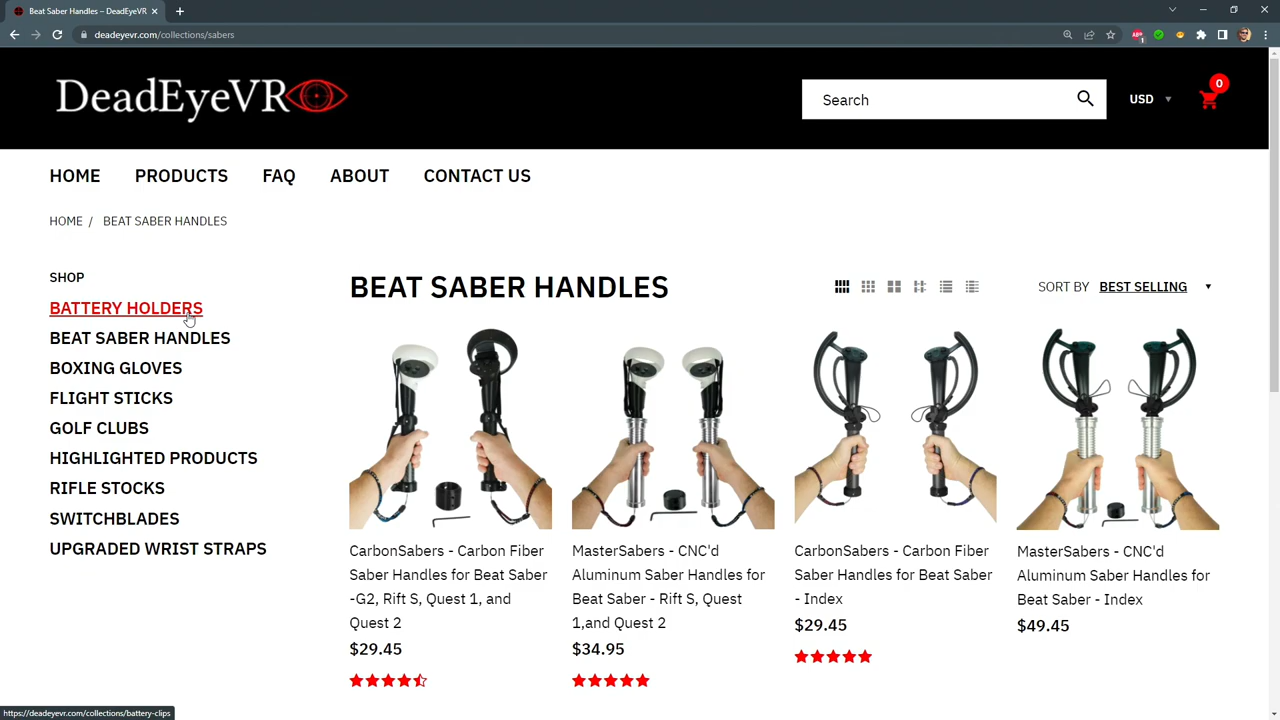 Beat Saber Handles – DeadEyeVR
deadeyevr.com/collections/sabers
DeadEyeVR
Search
USD
0
HOME
PRODUCTS
FAQ
ABOUT
CONTACT US
HOME / BEAT SABER HANDLES
SHOP
BATTERY HOLDERS
BEAT SABER HANDLES
BOXING GLOVES
FLIGHT STICKS
GOLF CLUBS
HIGHLIGHTED PRODUCTS
RIFLE STOCKS
SWITCHBLADES
UPGRADED WRIST STRAPS
BEAT SABER HANDLES
SORT BY BEST SELLING
CarbonSabers - Carbon Fiber
Saber Handles for Beat Saber
-G2, Rift S, Quest 1, and
Quest 2
$29.45
MasterSabers - CNC'd
Aluminum Saber Handles for
Beat Saber - Rift S, Quest
1,and Quest 2
$34.95
CarbonSabers - Carbon Fiber
Saber Handles for Beat Saber
- Index
$29.45
MasterSabers - CNC'd
Aluminum Saber Handles for
Beat Saber - Index
$49.45
https://deadeyevr.com/collections/battery-clips